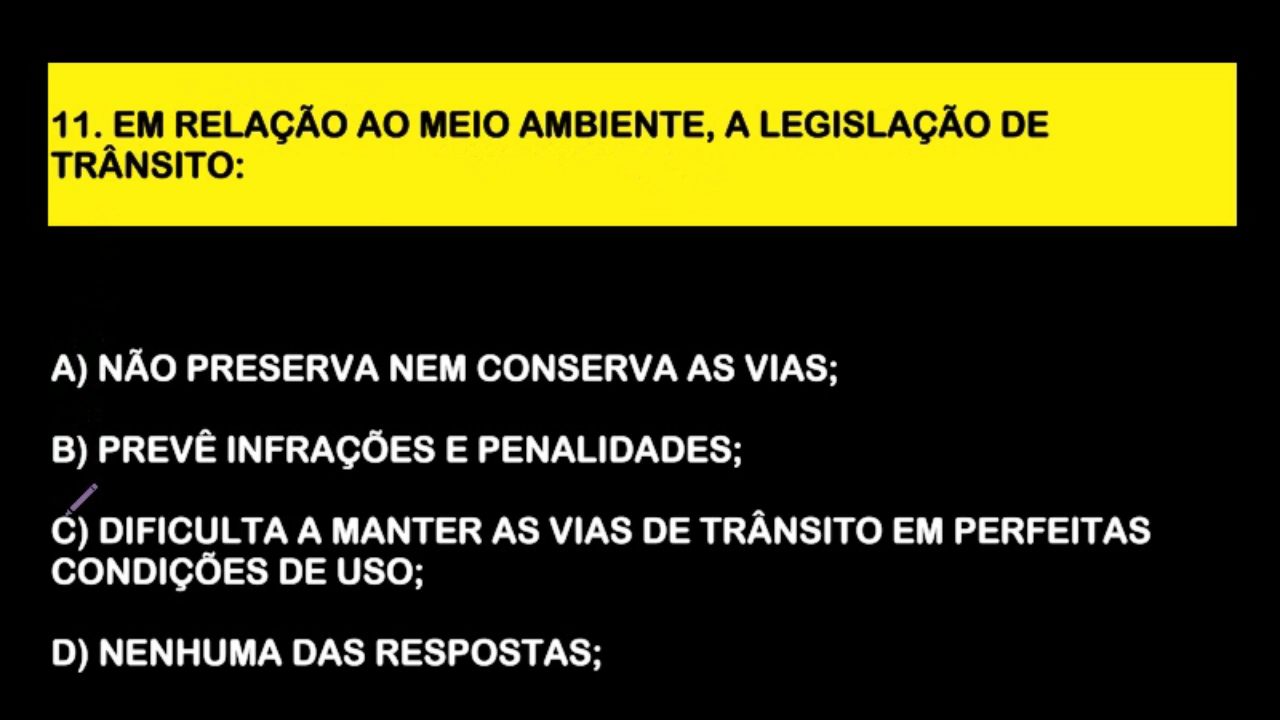 11. EM RELAÇÃO AO MEIO AMBIENTE, A LEGISLAÇÃO DE
TRÂNSITO:
A) NÃO PRESERVA NEM CONSERVA AS VIAS;
B) PREVÊ INFRAÇÕES E PENALIDADES;
C) DIFICULTA A MANTER AS VIAS DE TRÂNSITO EM PERFEITAS
CONDIÇÕES DE USO;
D) NENHUMA DAS RESPOSTAS;